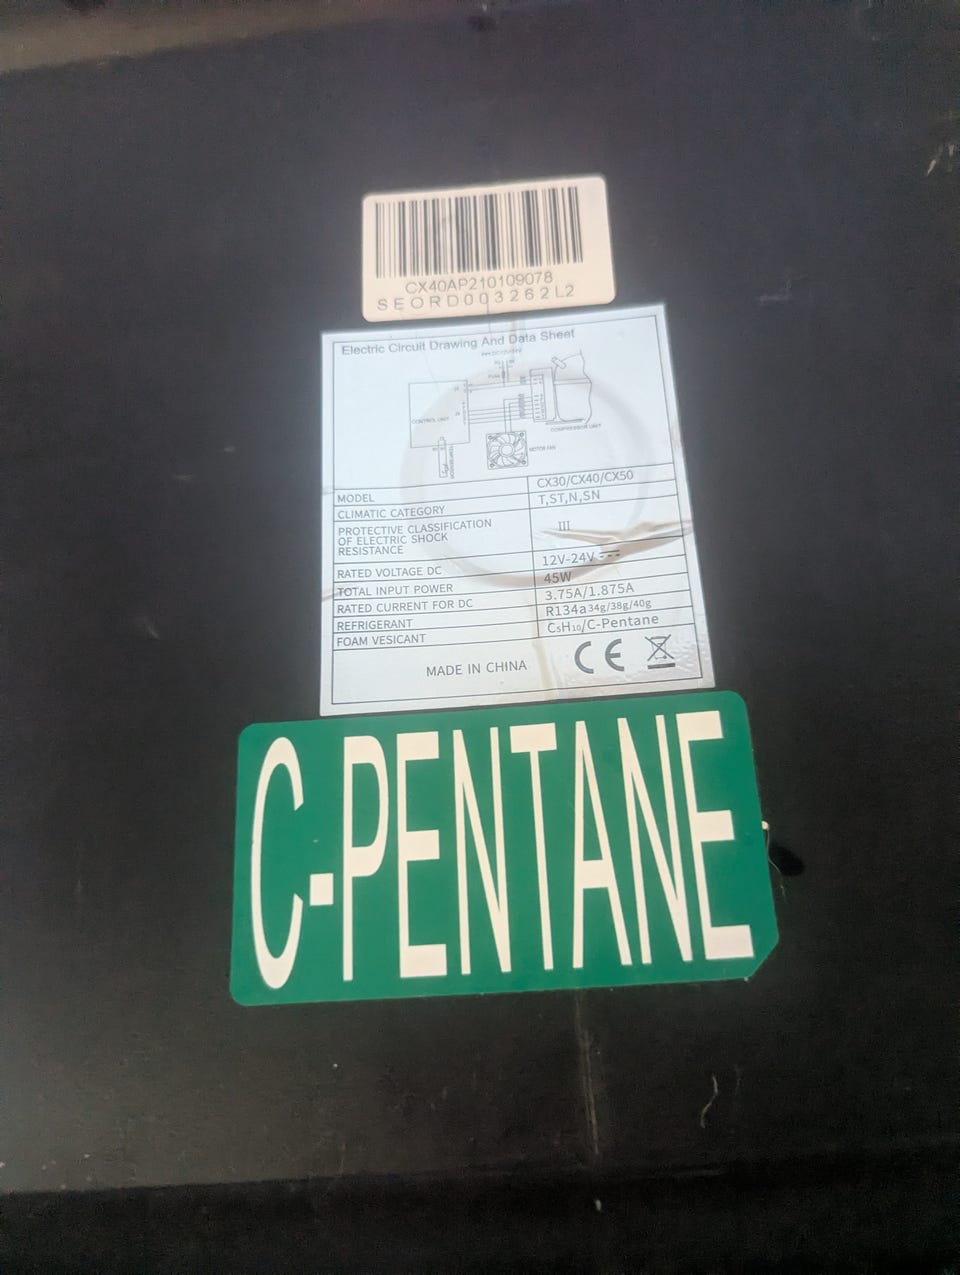 CX40AP210109078
SEORD003262L2
Electric Circuit Drawing And Data Sheet
CONTROL UNIT
COMPRESSOR UNIT
MOTOR FAN
MODEL CX30/CX40/CX50
CLIMATIC CATEGORY T,ST,N,SN
PROTECTIVE CLASSIFICATION
OF ELECTRIC SHOCK III
RESISTANCE
RATED VOLTAGE DC 12V-24V
TOTAL INPUT POWER 45W
RATED CURRENT FOR DC 3.75A/1.875A
REFRIGERANT R134a34g/38g/40g
FOAM VESICANT C₅H₁₀/C-Pentane
MADE IN CHINA CE
C-PENTANE